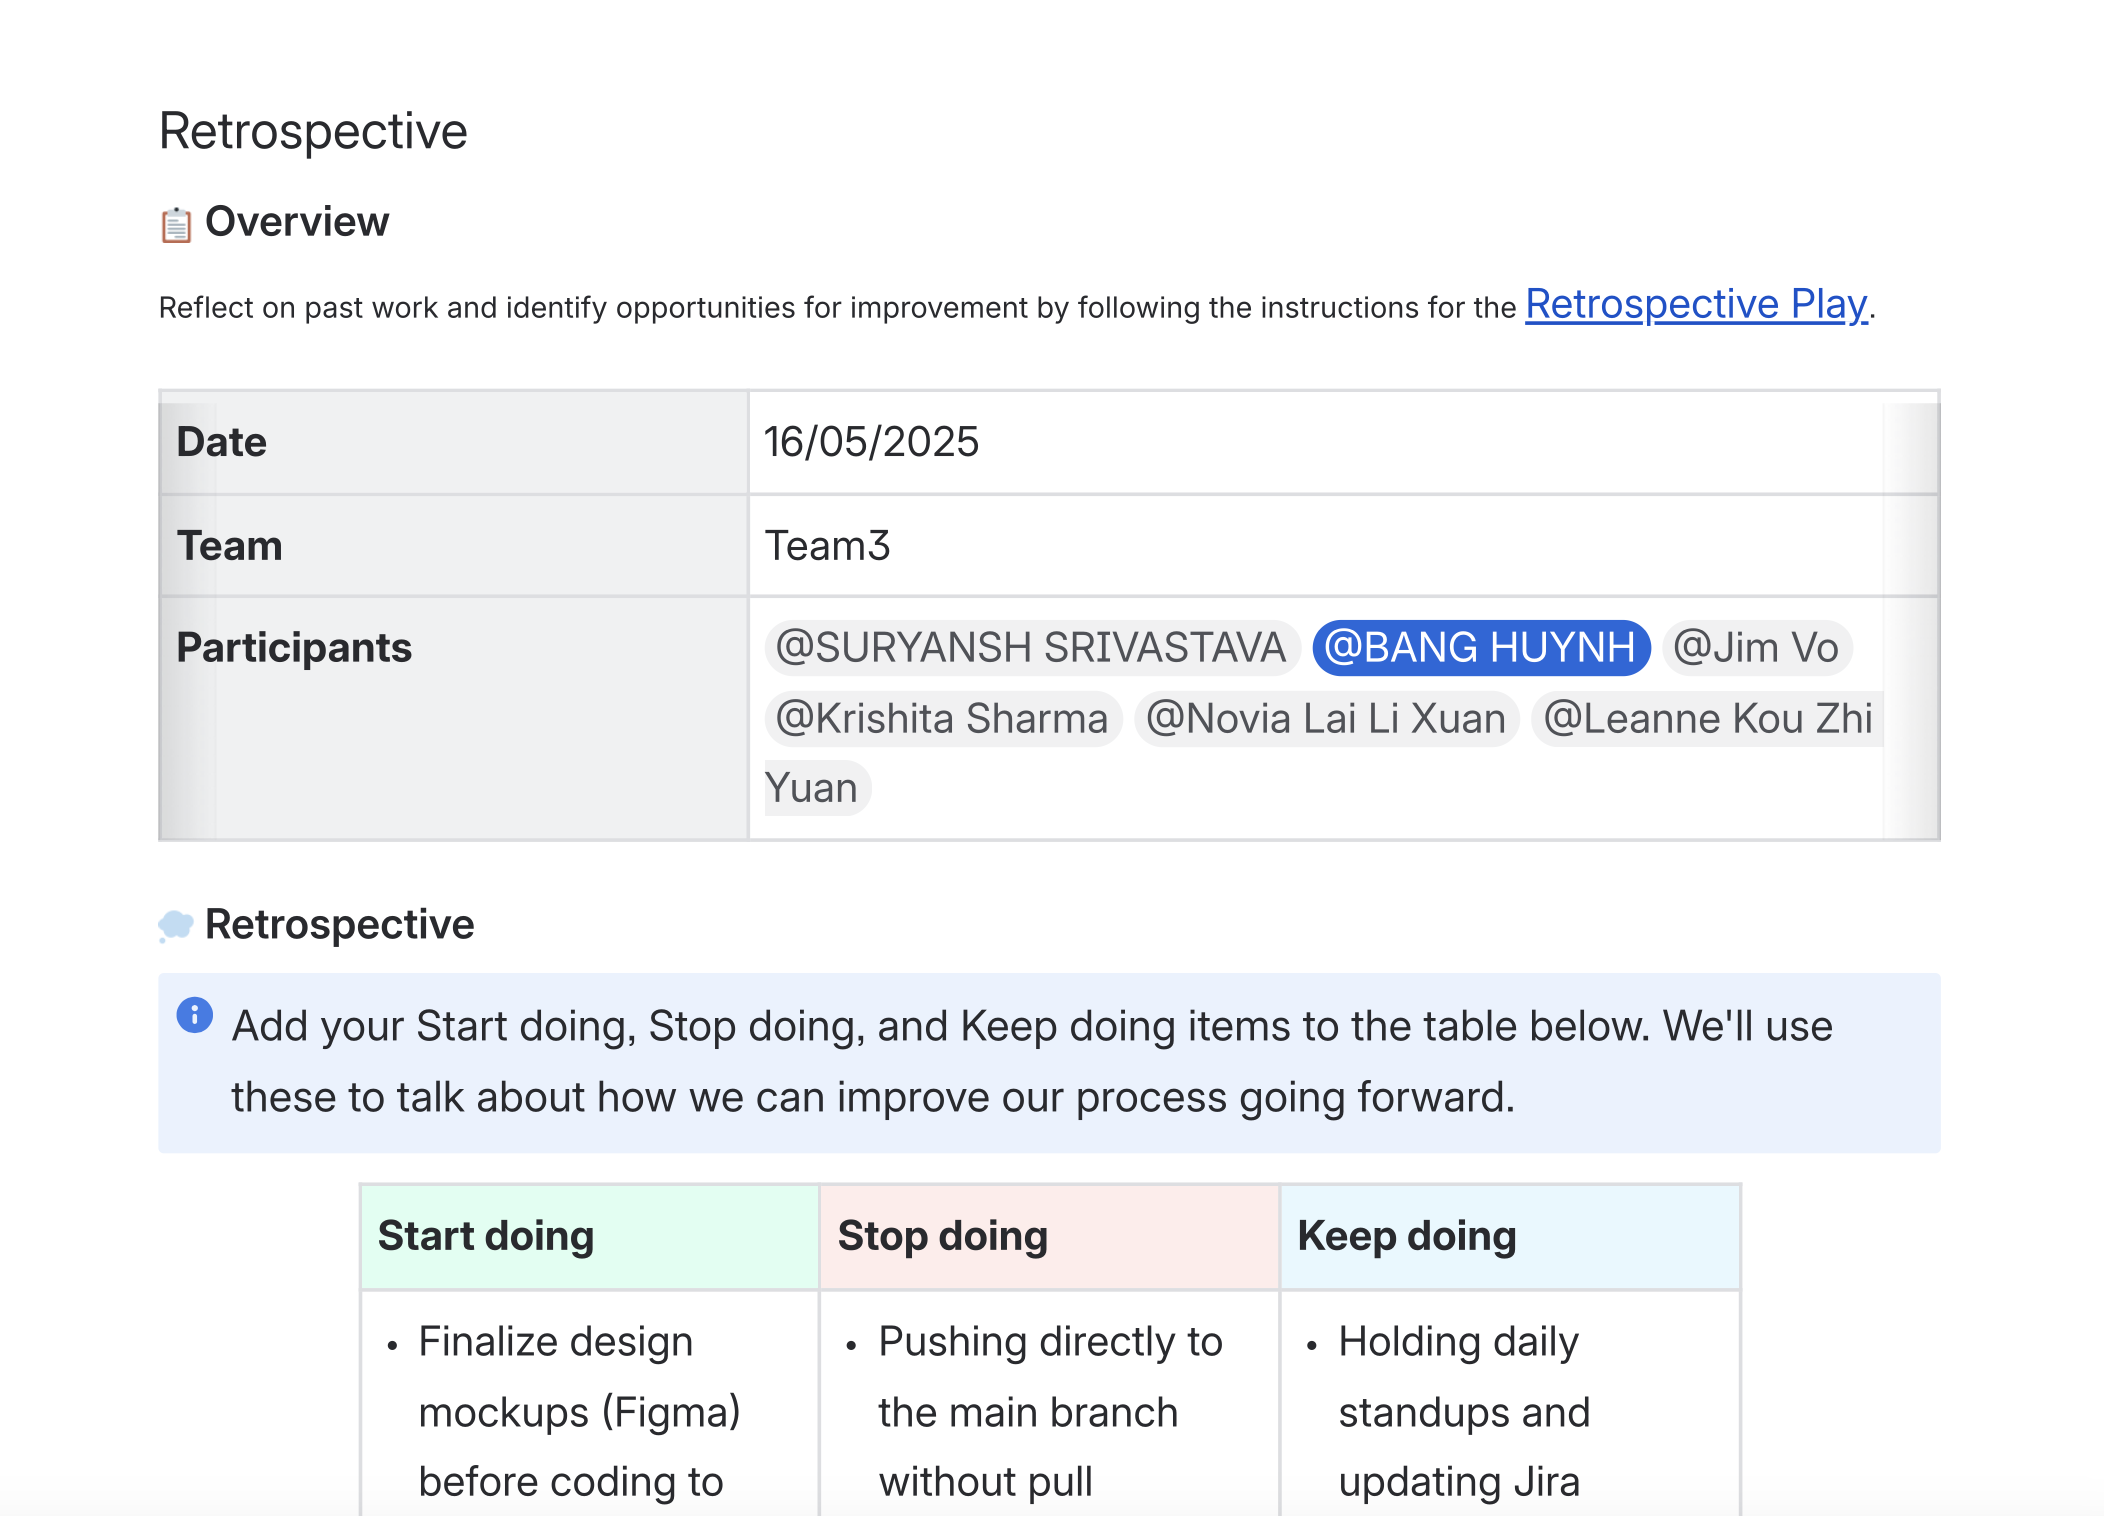 Retrospective
📋 Overview
Reflect on past work and identify opportunities for improvement by following the instructions for the Retrospective Play.
Date
16/05/2025
Team
Team3
Participants
@SURYANSH SRIVASTAVA @BANG HUYNH @Jim Vo
@Krishita Sharma @Novia Lai Li Xuan @Leanne Kou Zhi
Yuan
Retrospective
Add your Start doing, Stop doing, and Keep doing items to the table below. We'll use
these to talk about how we can improve our process going forward.
Start doing
Stop doing
Keep doing
• Finalize design
mockups (Figma)
before coding to
• Pushing directly to
the main branch
without pull
• Holding daily
standups and
updating Jira